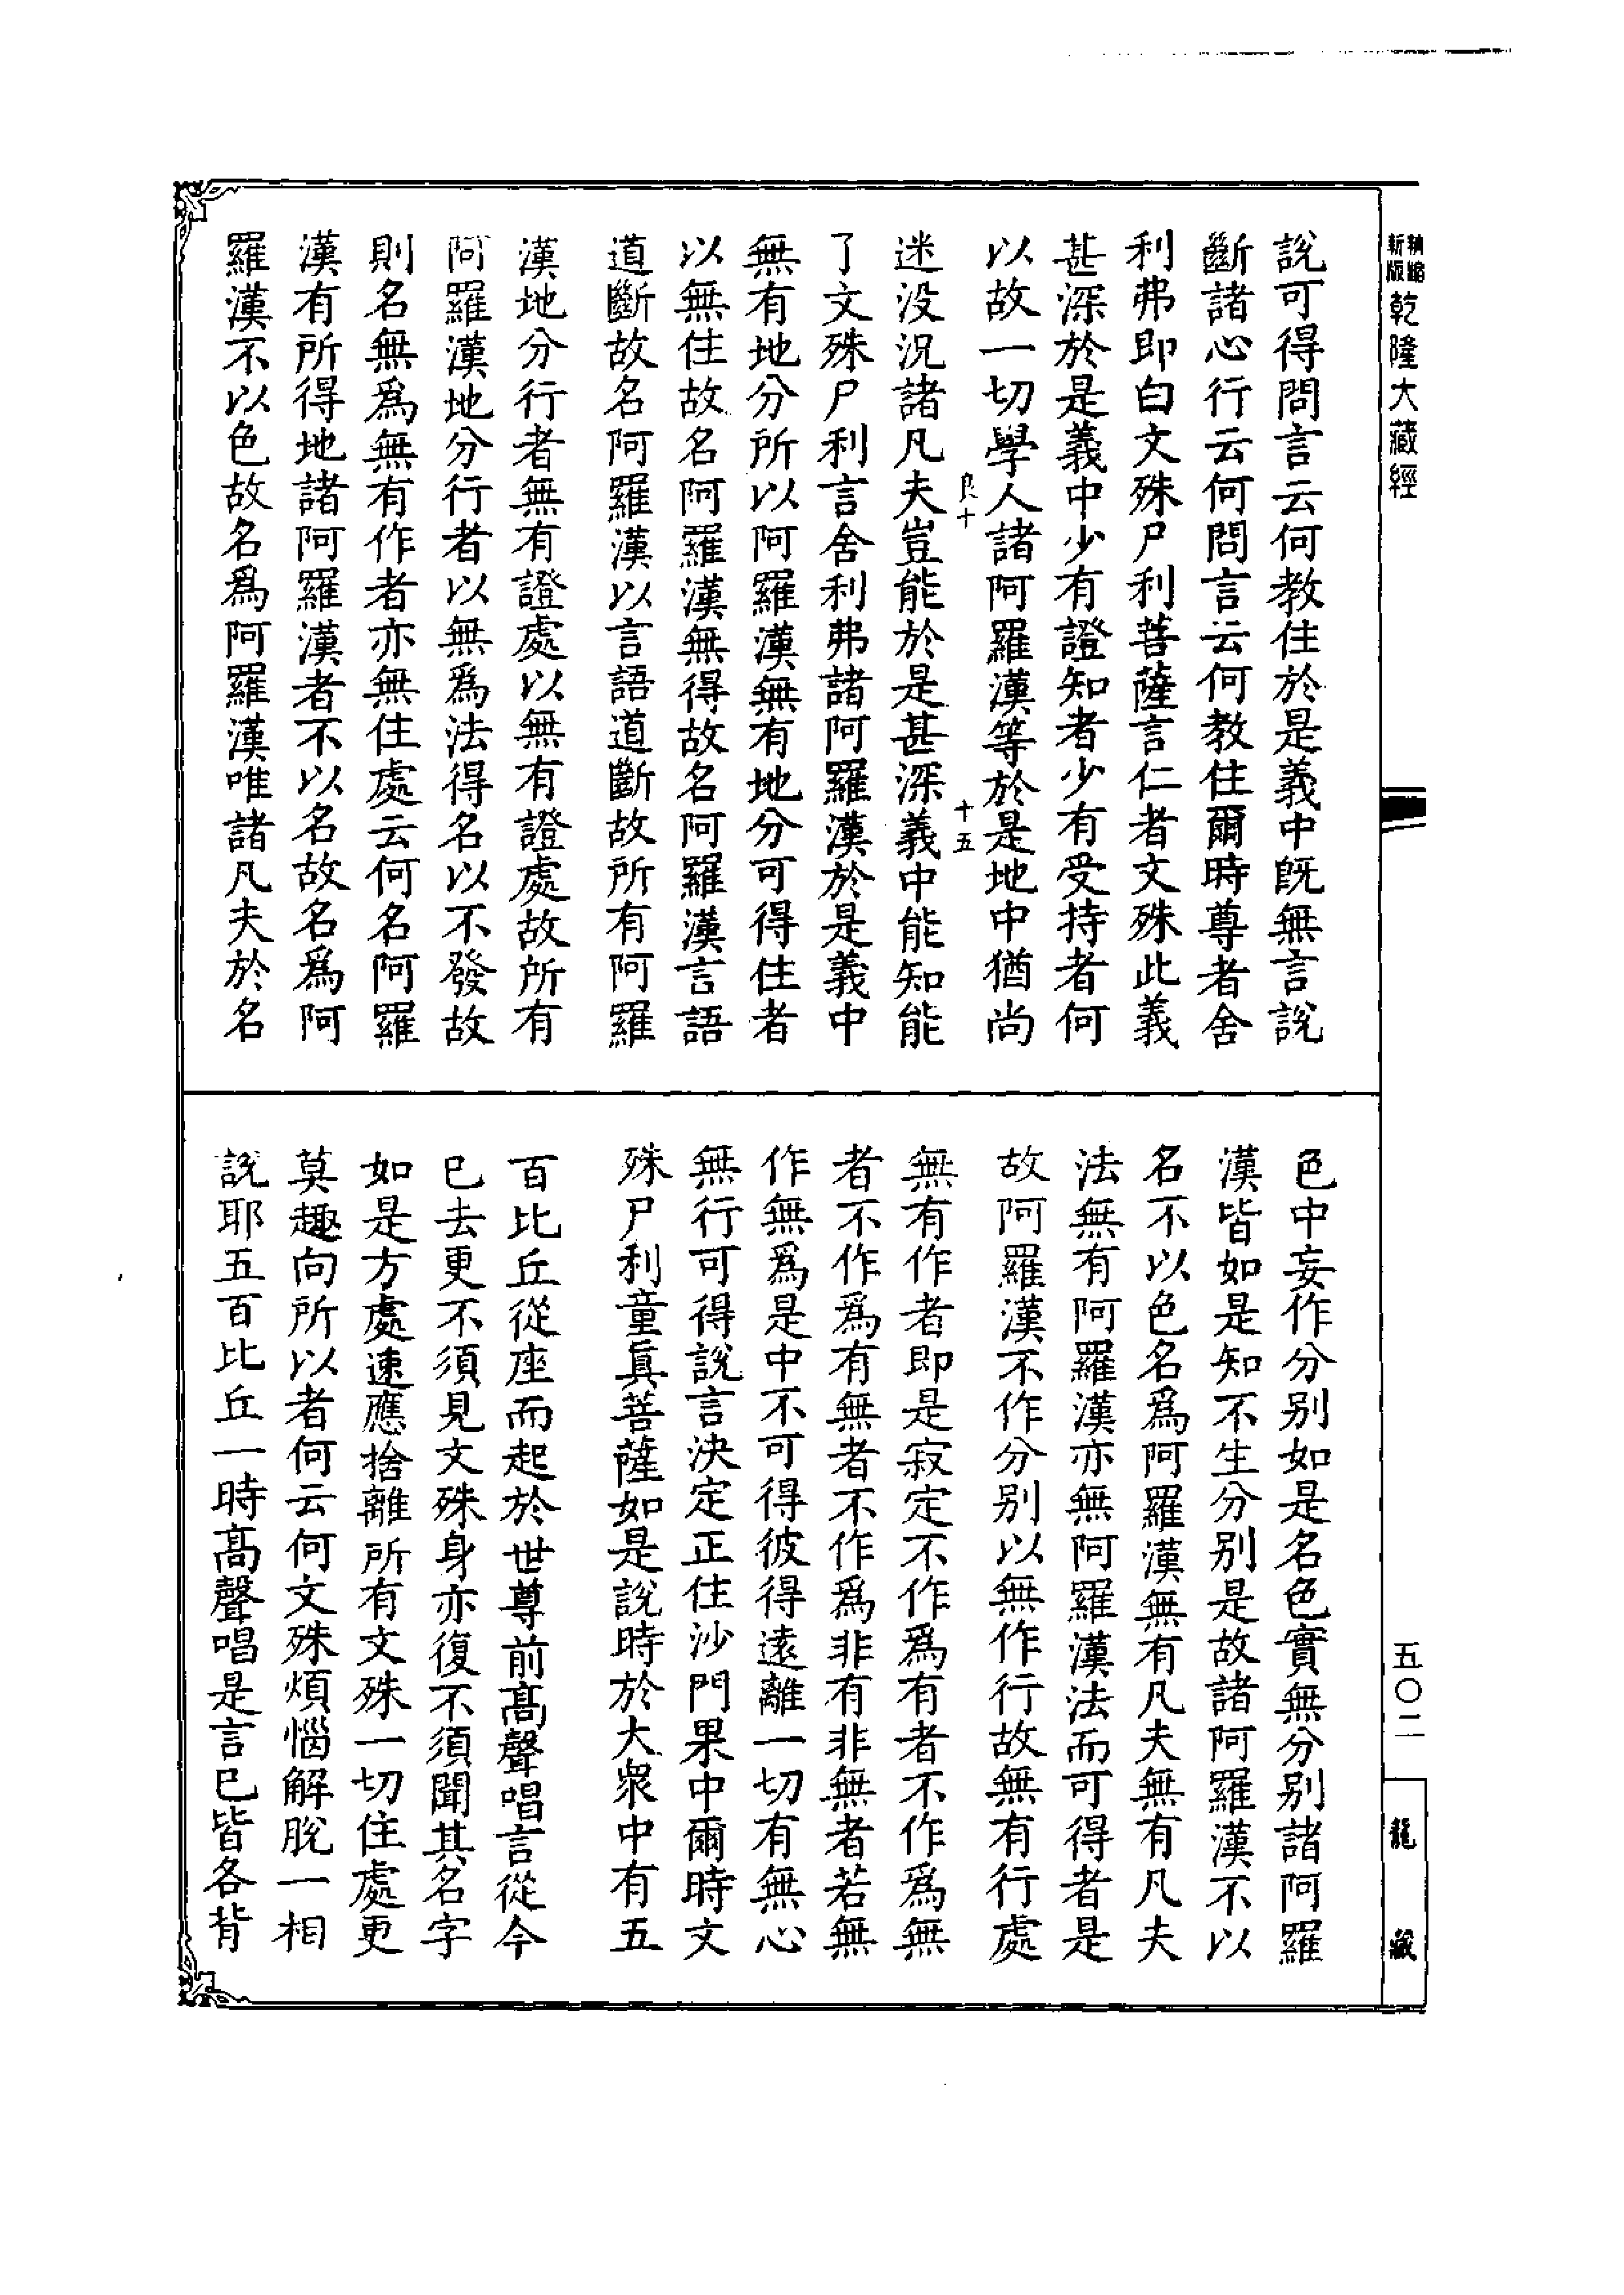 新版精縮乾隆大藏經
說可得問言云何教住於是義中旣無言說
斷諸心行云何問言云何教住爾時尊者舍
利弗即白文殊尸利菩薩言仁者文殊此義
甚深於是義中少有證知者少有受持者何
以故一切學人諸阿羅漢等於是地中猶尚
良十
十五
迷没況諸凡夫豈能於是甚深義中能知能
了文殊尸利言舍利弗諸阿羅漢於是義中
無有地分所以阿羅漢無有地分可得住者
以無住故名阿羅漢無得故名阿羅漢言語
道斷故名阿羅漢以言語道斷故所有阿羅
漢地分行者無有證處以無有證處故所有
阿羅漢地分行者以無爲法得名以不發故
則名無爲無有作者亦無住處云何名阿羅
漢有所得地諸阿羅漢者不以名故名爲阿
羅漢不以色故名爲阿羅漢唯諸凡夫於名
色中妄作分別如是名色實無分別諸阿羅
漢皆如是知不生分別是故諸阿羅漢不以
名不以色名爲阿羅漢無有凡夫無有凡夫
法無有阿羅漢亦無阿羅漢法而可得者是
故阿羅漢不作分別以無作行故無有行處
無有作者即是寂定不作爲有者不作爲無
者不作爲有無者不作爲非有非無者若無
作無爲是中不可得彼得遠離一切有無心
無行可得說言決定正住沙門果中爾時文
殊尸利童眞菩薩如是說時於大衆中有五
百比丘從座而起於世尊前髙聲唱言從今
已去更不須見文殊身亦復不須聞其名字
如是方處速應捨離所有文殊一切住處更
莫趣向所以者何云何文殊煩惱解脫一相
說耶五百比丘一時髙聲唱是言已皆各背
五〇二
龍藏